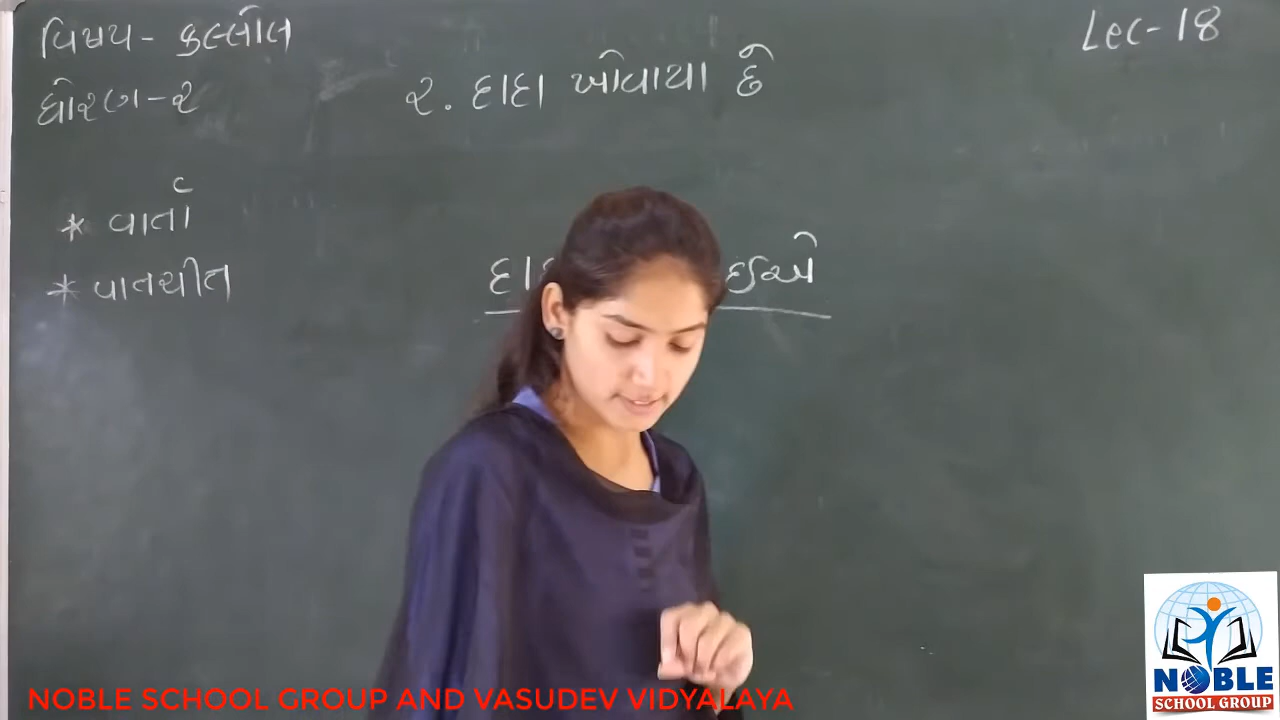 વિષય - કલ્લોલ
Lec-18
ધોરણ - ૨
૨. દાદા ખોવાયા છે
* વાર્તા
* વાતચીત
NOBLE
SCHOOL GROUP
NOBLE SCHOOL GROUP AND VASUDEV VIDYALAYA